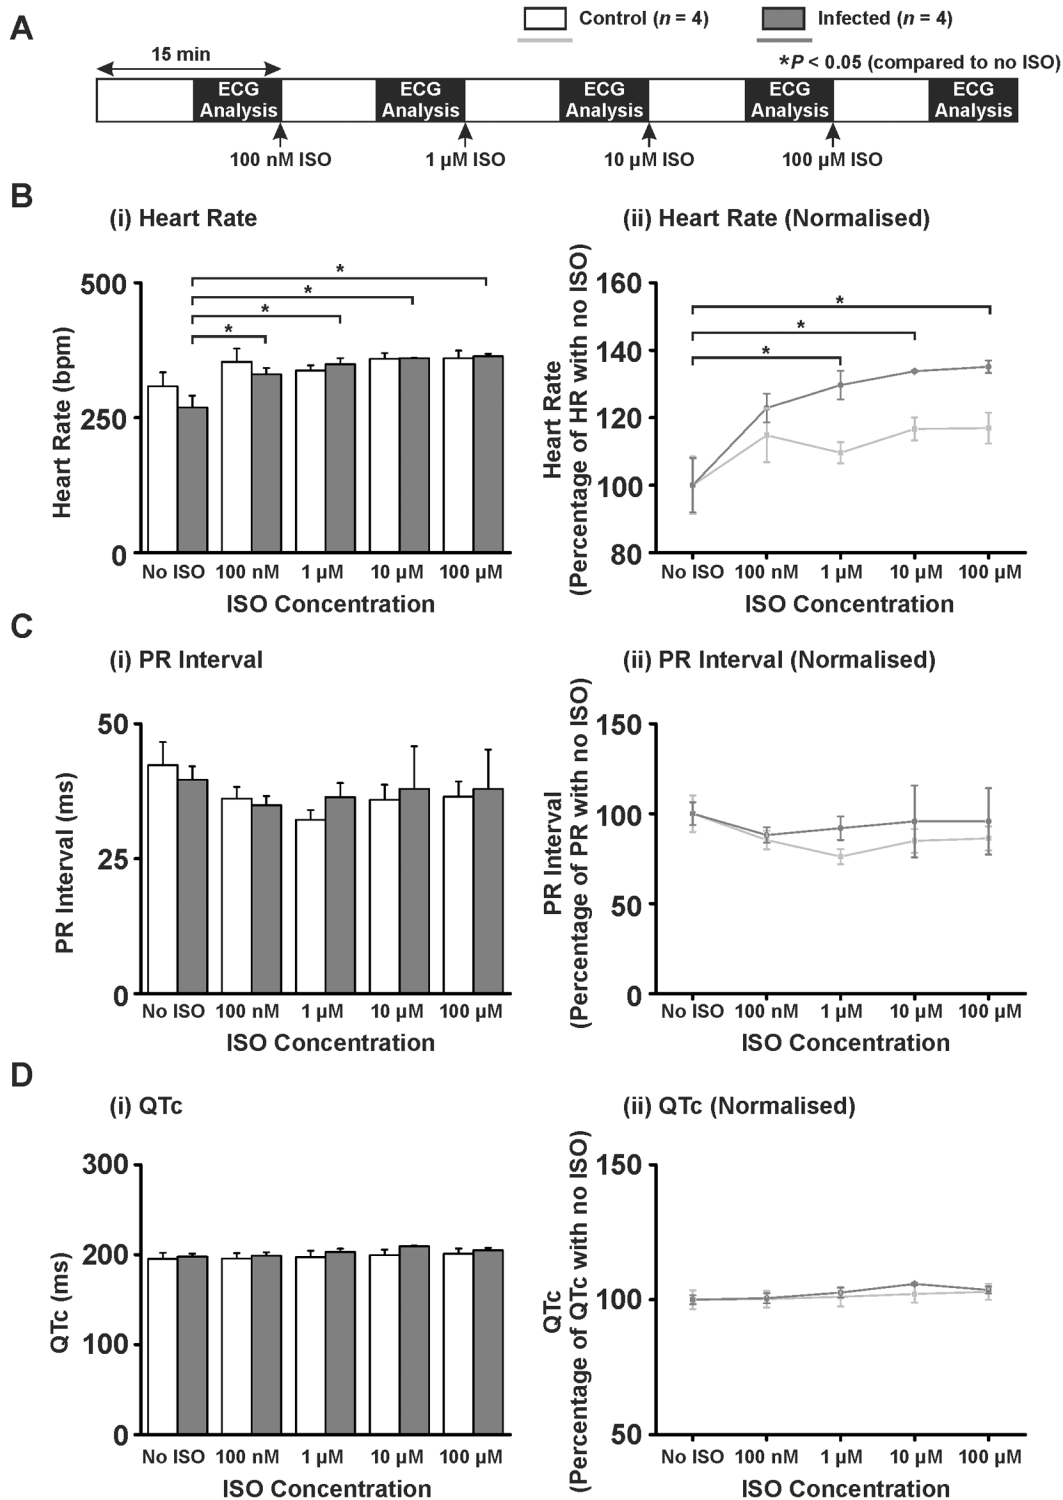 A
Control (n = 4)
Infected (n = 4)
*P < 0.05 (compared to no ISO)
15 min
ECG Analysis
ECG Analysis
ECG Analysis
ECG Analysis
ECG Analysis
100 nM ISO
1 µM ISO
10 µM ISO
100 µM ISO
B
(i) Heart Rate
500
250
0
Heart Rate (bpm)
*
*
*
*
No ISO 100 nM 1 µM 10 µM 100 µM
ISO Concentration
(ii) Heart Rate (Normalised)
160
140
120
100
80
Heart Rate
(Percentage of HR with no ISO)
*
*
*
No ISO 100 nM 1 µM 10 µM 100 µM
ISO Concentration
C
(i) PR Interval
50
25
0
PR Interval (ms)
No ISO 100 nM 1 µM 10 µM 100 µM
ISO Concentration
(ii) PR Interval (Normalised)
150
100
50
0
PR Interval
(Percentage of PR with no ISO)
No ISO 100 nM 1 µM 10 µM 100 µM
ISO Concentration
D
(i) QTc
300
200
100
0
QTc (ms)
No ISO 100 nM 1 µM 10 µM 100 µM
ISO Concentration
(ii) QTc (Normalised)
150
100
50
QTc
(Percentage of QTc with no ISO)
No ISO 100 nM 1 µM 10 µM 100 µM
ISO Concentration